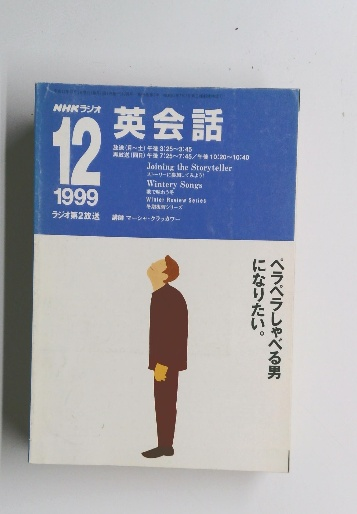 NHKラジオ
英会話
12
1999
ラジオ第2放送
放送(月〜土)午後3:25〜3:45
再放送(同日)午後7:25〜7:45/午後10:20〜10:40
Joining the Storyteller
ストーリーに参加してみよう!
Wintery Songs
歌で味わう冬
Winter Review Series
冬期復習シリーズ
講師 マーシャ・クラッカワー
ペラペラしゃべる男
になりたい。